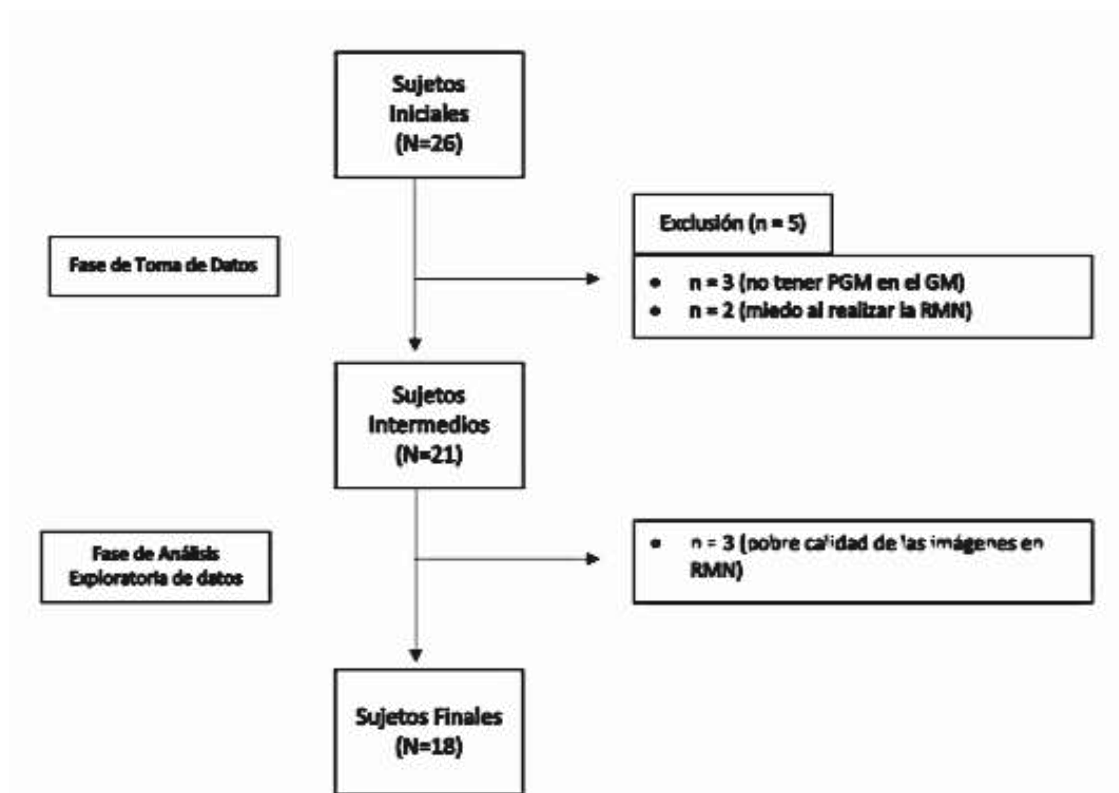 Sujetos
Iniciales
(N=26)
Exclusión (n = 5)
Fase de Toma de Datos
• n = 3 (no tener PGM en el GM)
• n = 2 (miedo al realizar la RMN)
Sujetos
Intermedios
(N=21)
Fase de Análisis
Exploratoria de datos
• n = 3 (pobre calidad de las imágenes en
RMN)
Sujetos Finales
(N=18)